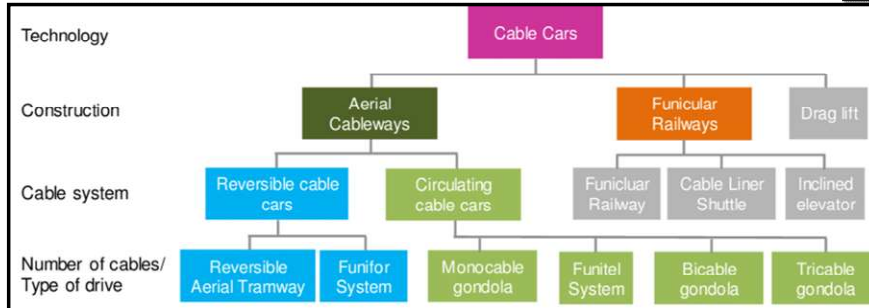 Technology
Cable Cars
Construction
Aerial
Cableways
Funicular
Railways
Drag lift
Cable system
Reversible cable
cars
Circulating
cable cars
Funicluar
Railway
Cable Liner
Shuttle
Inclined
elevator
Number of cables/
Type of drive
Reversible
Aerial Tramway
Funifor
System
Monocable
gondola
Funitel
System
Bicable
gondola
Tricable
gondola